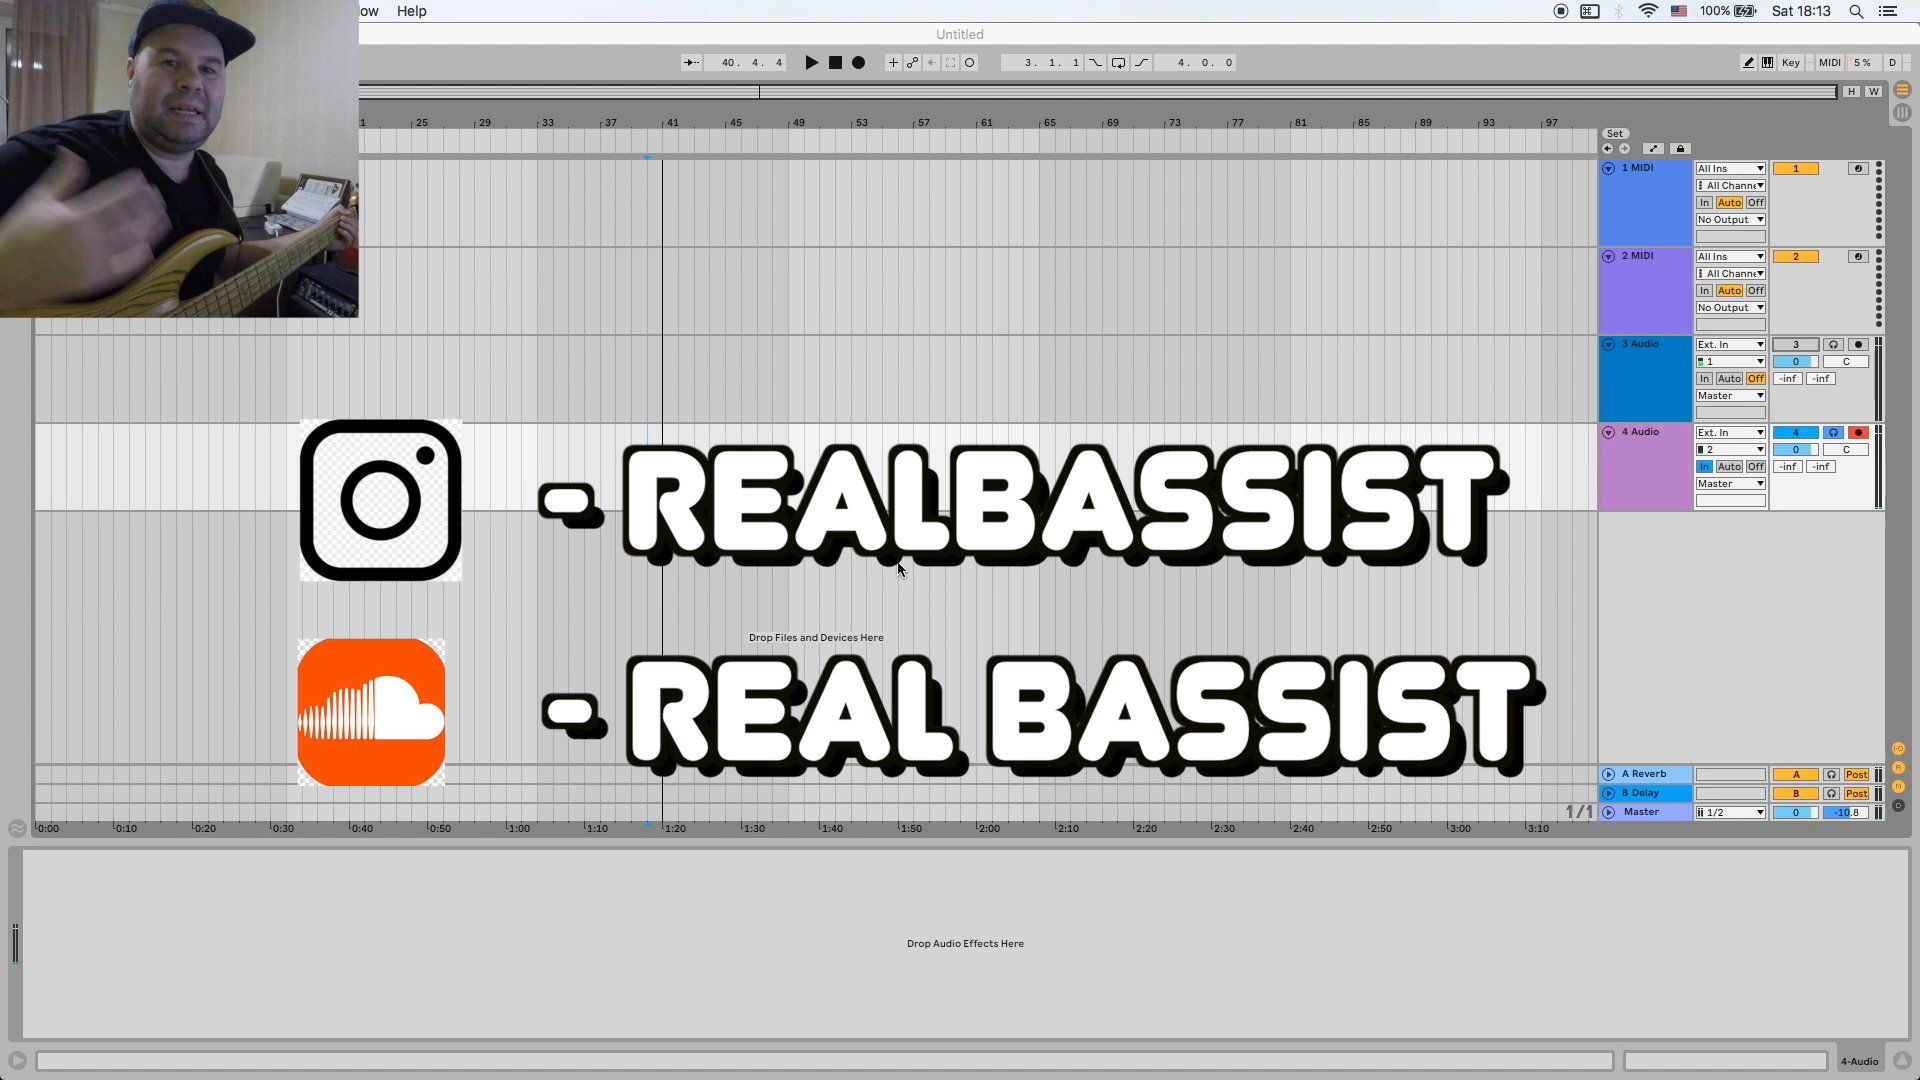 ow Help
100% Sat 18:13
Untitled
40. 4. 4
3. 1. 1
4. 0. 0
Key MIDI 5 % D
H W
1 25 29 33 37 41 45 49 53 57 61 65 69 73 77 81 85 89 93 97
Set
1 MIDI All Ins 1
All Channe
In Auto Off
No Output
2 MIDI All Ins 2
All Channe
In Auto Off
No Output
3 Audio Ext. In 3
1 0 C
In Auto Off -inf -inf
Master
4 Audio Ext. In 4
2 0 C
In Auto Off -inf -inf
Master
- REALBASSIST
Drop Files and Devices Here
- REAL BASSIST
A Reverb A Post
B Delay B Post
1/1 Master 1/2 0 -10.8
0:00 0:10 0:20 0:30 0:40 0:50 1:00 1:10 1:20 1:30 1:40 1:50 2:00 2:10 2:20 2:30 2:40 2:50 3:00 3:10
I·O
R
M
D
Drop Audio Effects Here
4-Audio